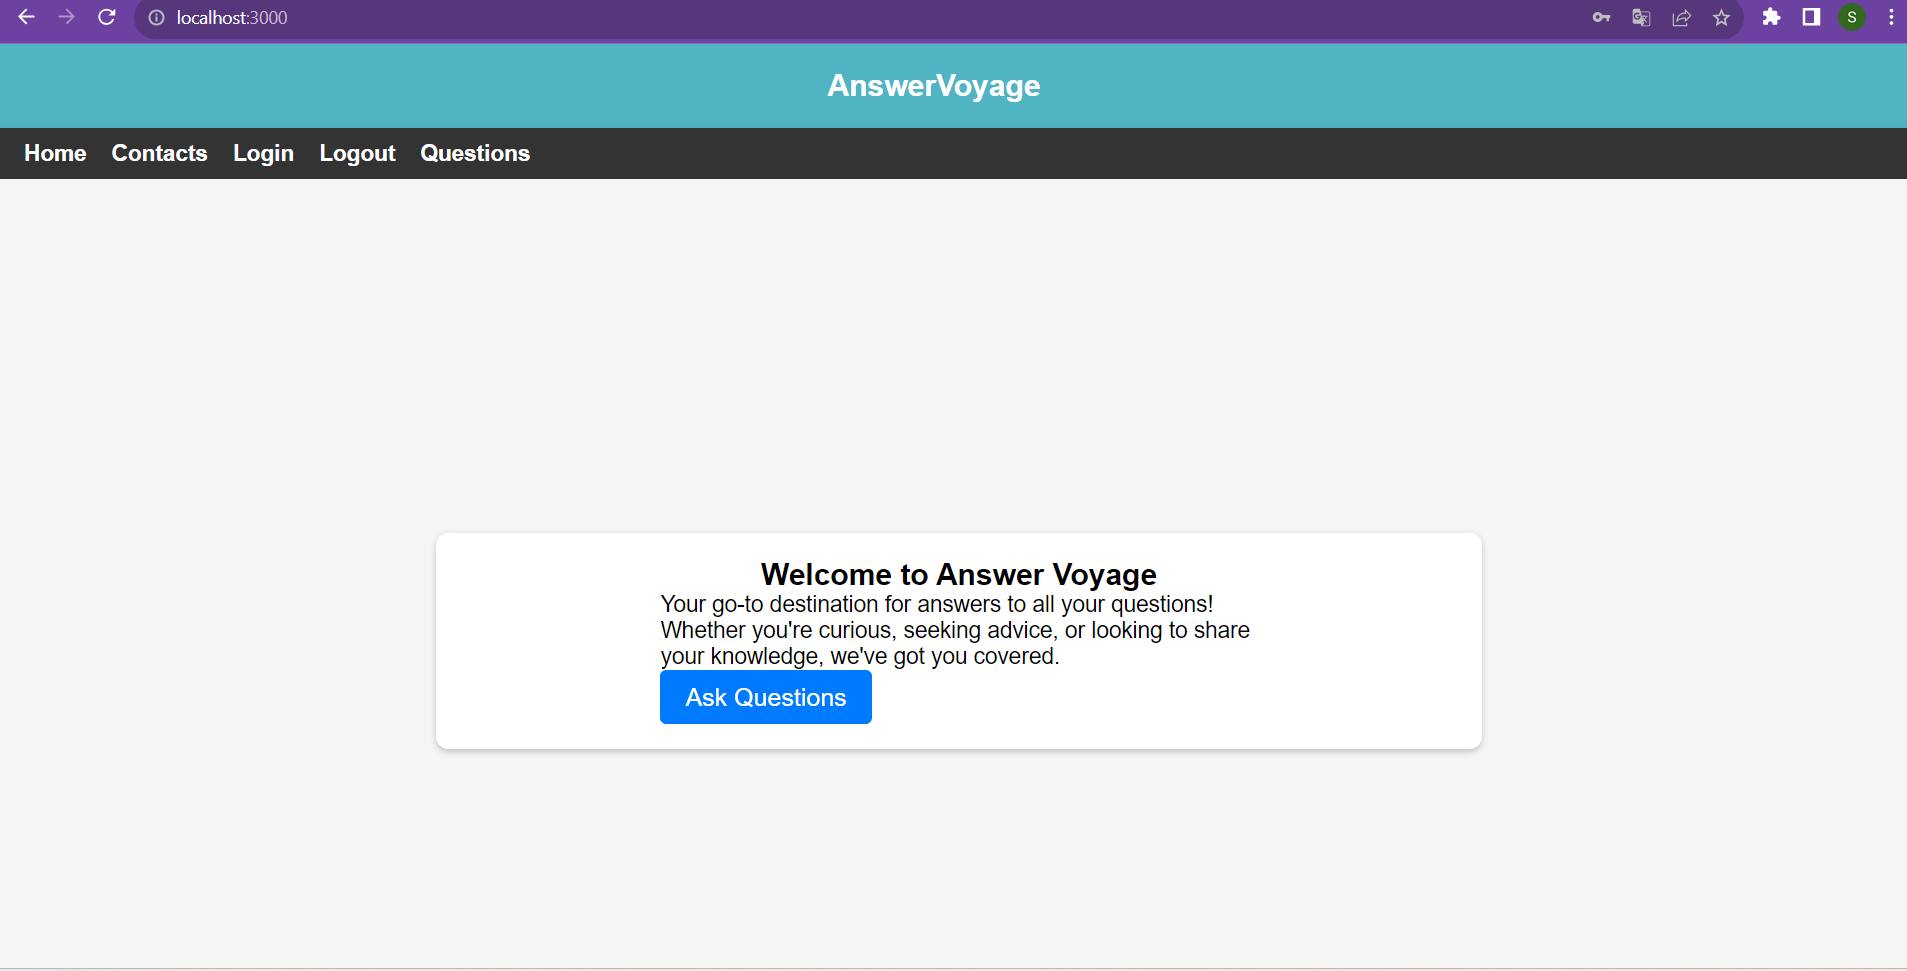 localhost:3000
S
AnswerVoyage
Home Contacts Login Logout Questions
Welcome to Answer Voyage
Your go-to destination for answers to all your questions!
Whether you're curious, seeking advice, or looking to share
your knowledge, we've got you covered.
Ask Questions